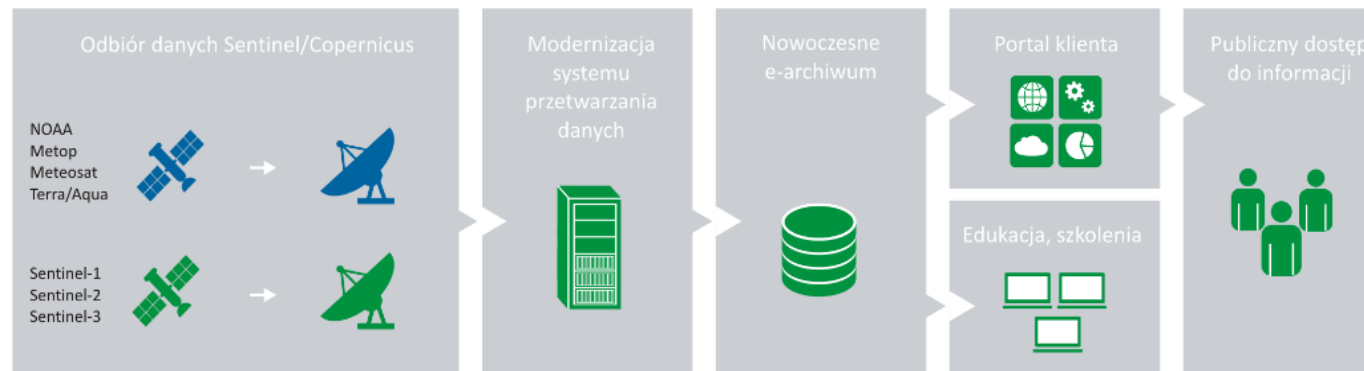 Odbiór danych Sentinel/Copernicus
NOAA
Metop
Meteosat
Terra/Aqua
Sentinel-1
Sentinel-2
Sentinel-3
Modernizacja
systemu
przetwarzania
danych
Nowoczesne
e-archiwum
Portal klienta
Edukacja, szkolenia
Publiczny dostęp
do informacji